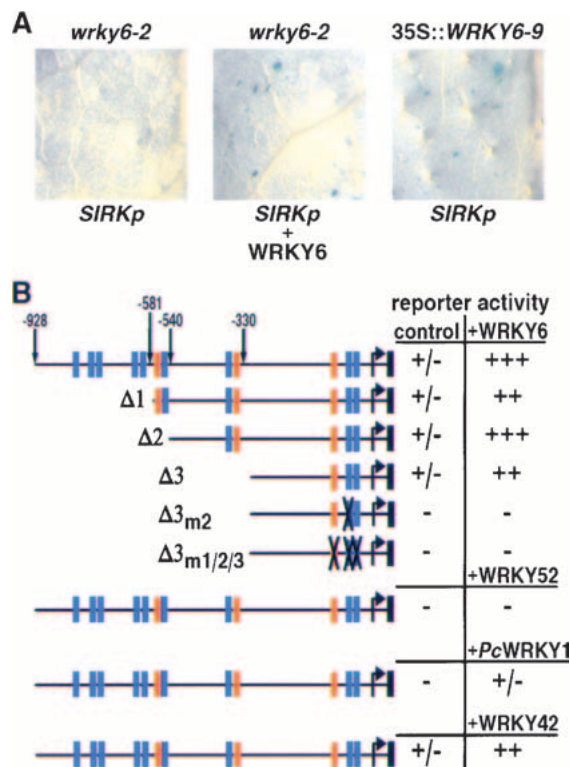 A
wrky6-2 wrky6-2 35S::WRKY6-9
SIRKp SIRKp SIRKp
+
WRKY6
B
-928 -581 -540 -330
reporter activity
control +WRKY6
+/- +++
Δ1 +/- ++
Δ2 +/- +++
Δ3 +/- ++
Δ3m2 - -
Δ3m1/2/3 - -
+WRKY52
- -
+PcWRKY1
- +/-
+WRKY42
+/- ++